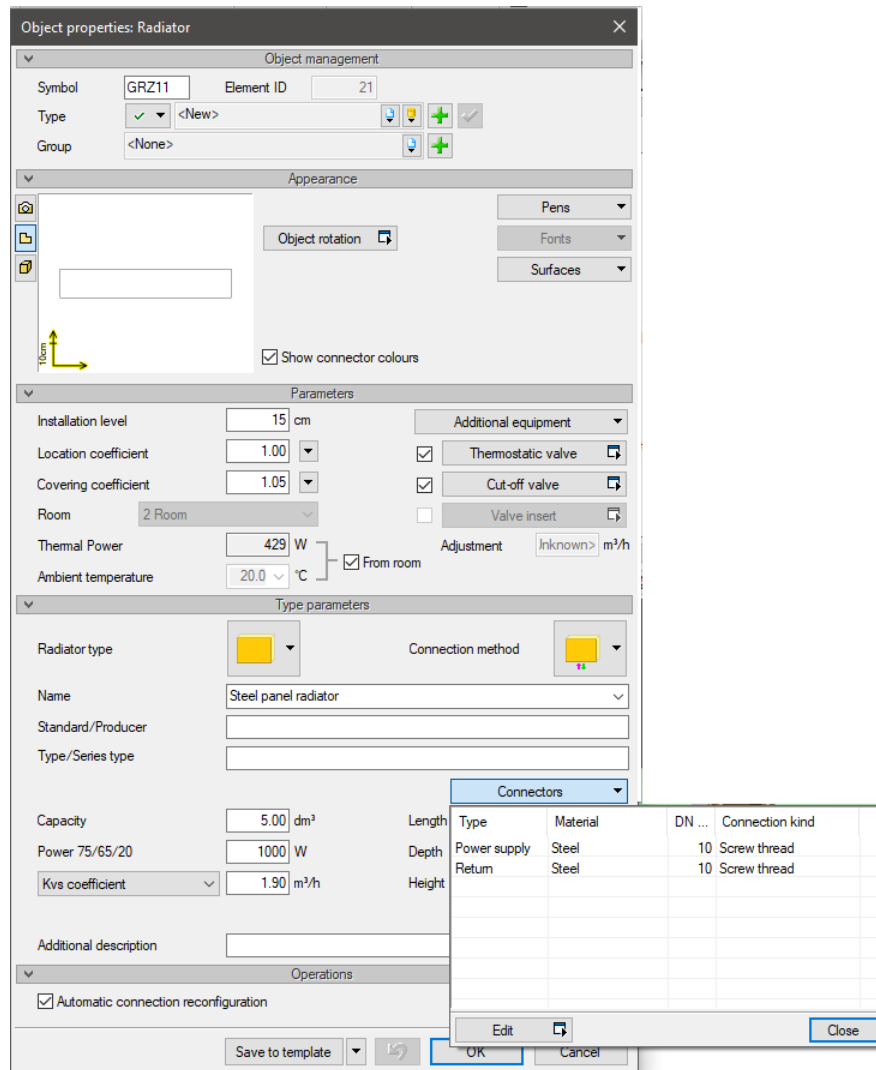 Object properties: Radiator
Object management
Symbol GRZ11 Element ID 21
Type <New>
Group <None>
Appearance
Pens
Object rotation Fonts
Surfaces
10cm
Show connector colours
Parameters
Installation level 15 cm Additional equipment
Location coefficient 1.00 Thermostatic valve
Covering coefficient 1.05 Cut-off valve
Room 2 Room Valve insert
Thermal Power 429 W From room Adjustment lnknown> m³/h
Ambient temperature 20.0 °C
Type parameters
Radiator type Connection method
Name Steel panel radiator
Standard/Producer
Type/Series type
Connectors
Capacity 5.00 dm³ Length
Power 75/65/20 1000 W Depth
Kvs coefficient 1.90 m³/h Height
Type Material DN ... Connection kind
Power supply Steel 10 Screw thread
Return Steel 10 Screw thread
Additional description
Operations
Automatic connection reconfiguration
Edit Close
Save to template OK Cancel